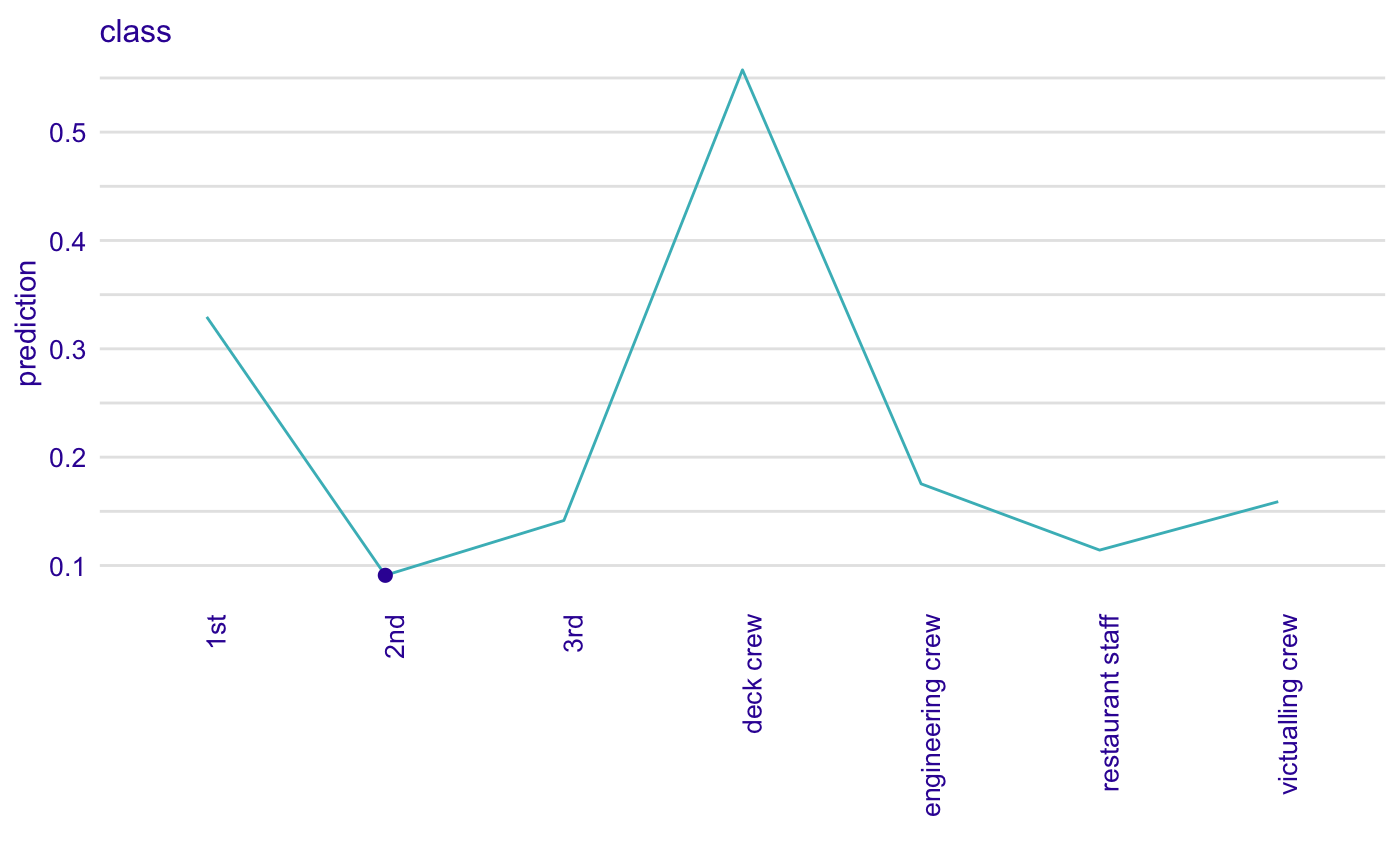 class
prediction
0.5
0.4
0.3
0.2
0.1
1st
2nd
3rd
deck crew
engineering crew
restaurant staff
victualling crew